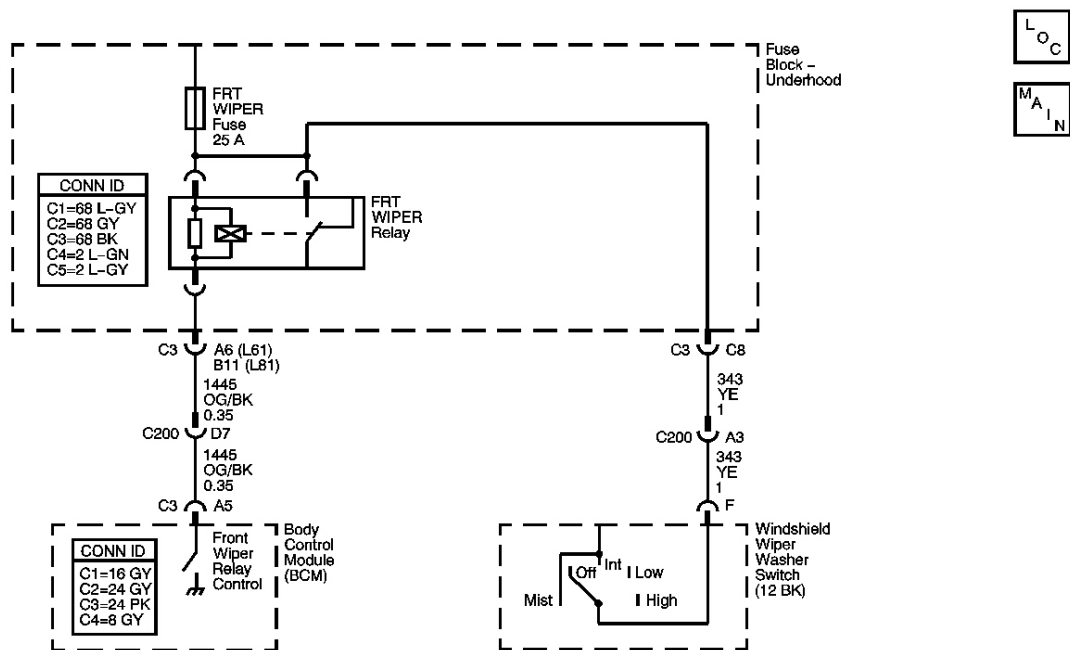 L O C
M A I N
Fuse
Block –
Underhood
FRT
WIPER
Fuse
25 A
CONN ID
C1=68 L–GY
C2=68 GY
C3=68 BK
C4=2 L–GN
C5=2 L–GY
FRT
WIPER
Relay
C3 A6 (L61)
B11 (L81)
C3 C8
1445
OG/BK
0.35
343
YE
1
C200 D7
C200 A3
1445
OG/BK
0.35
343
YE
1
C3 A5
F
Front
Wiper
Relay
Control
Body
Control
Module
(BCM)
CONN ID
C1=16 GY
C2=24 GY
C3=24 PK
C4=8 GY
Windshield
Wiper
Washer
Switch
(12 BK)
Int
Off
Low
Mist
High